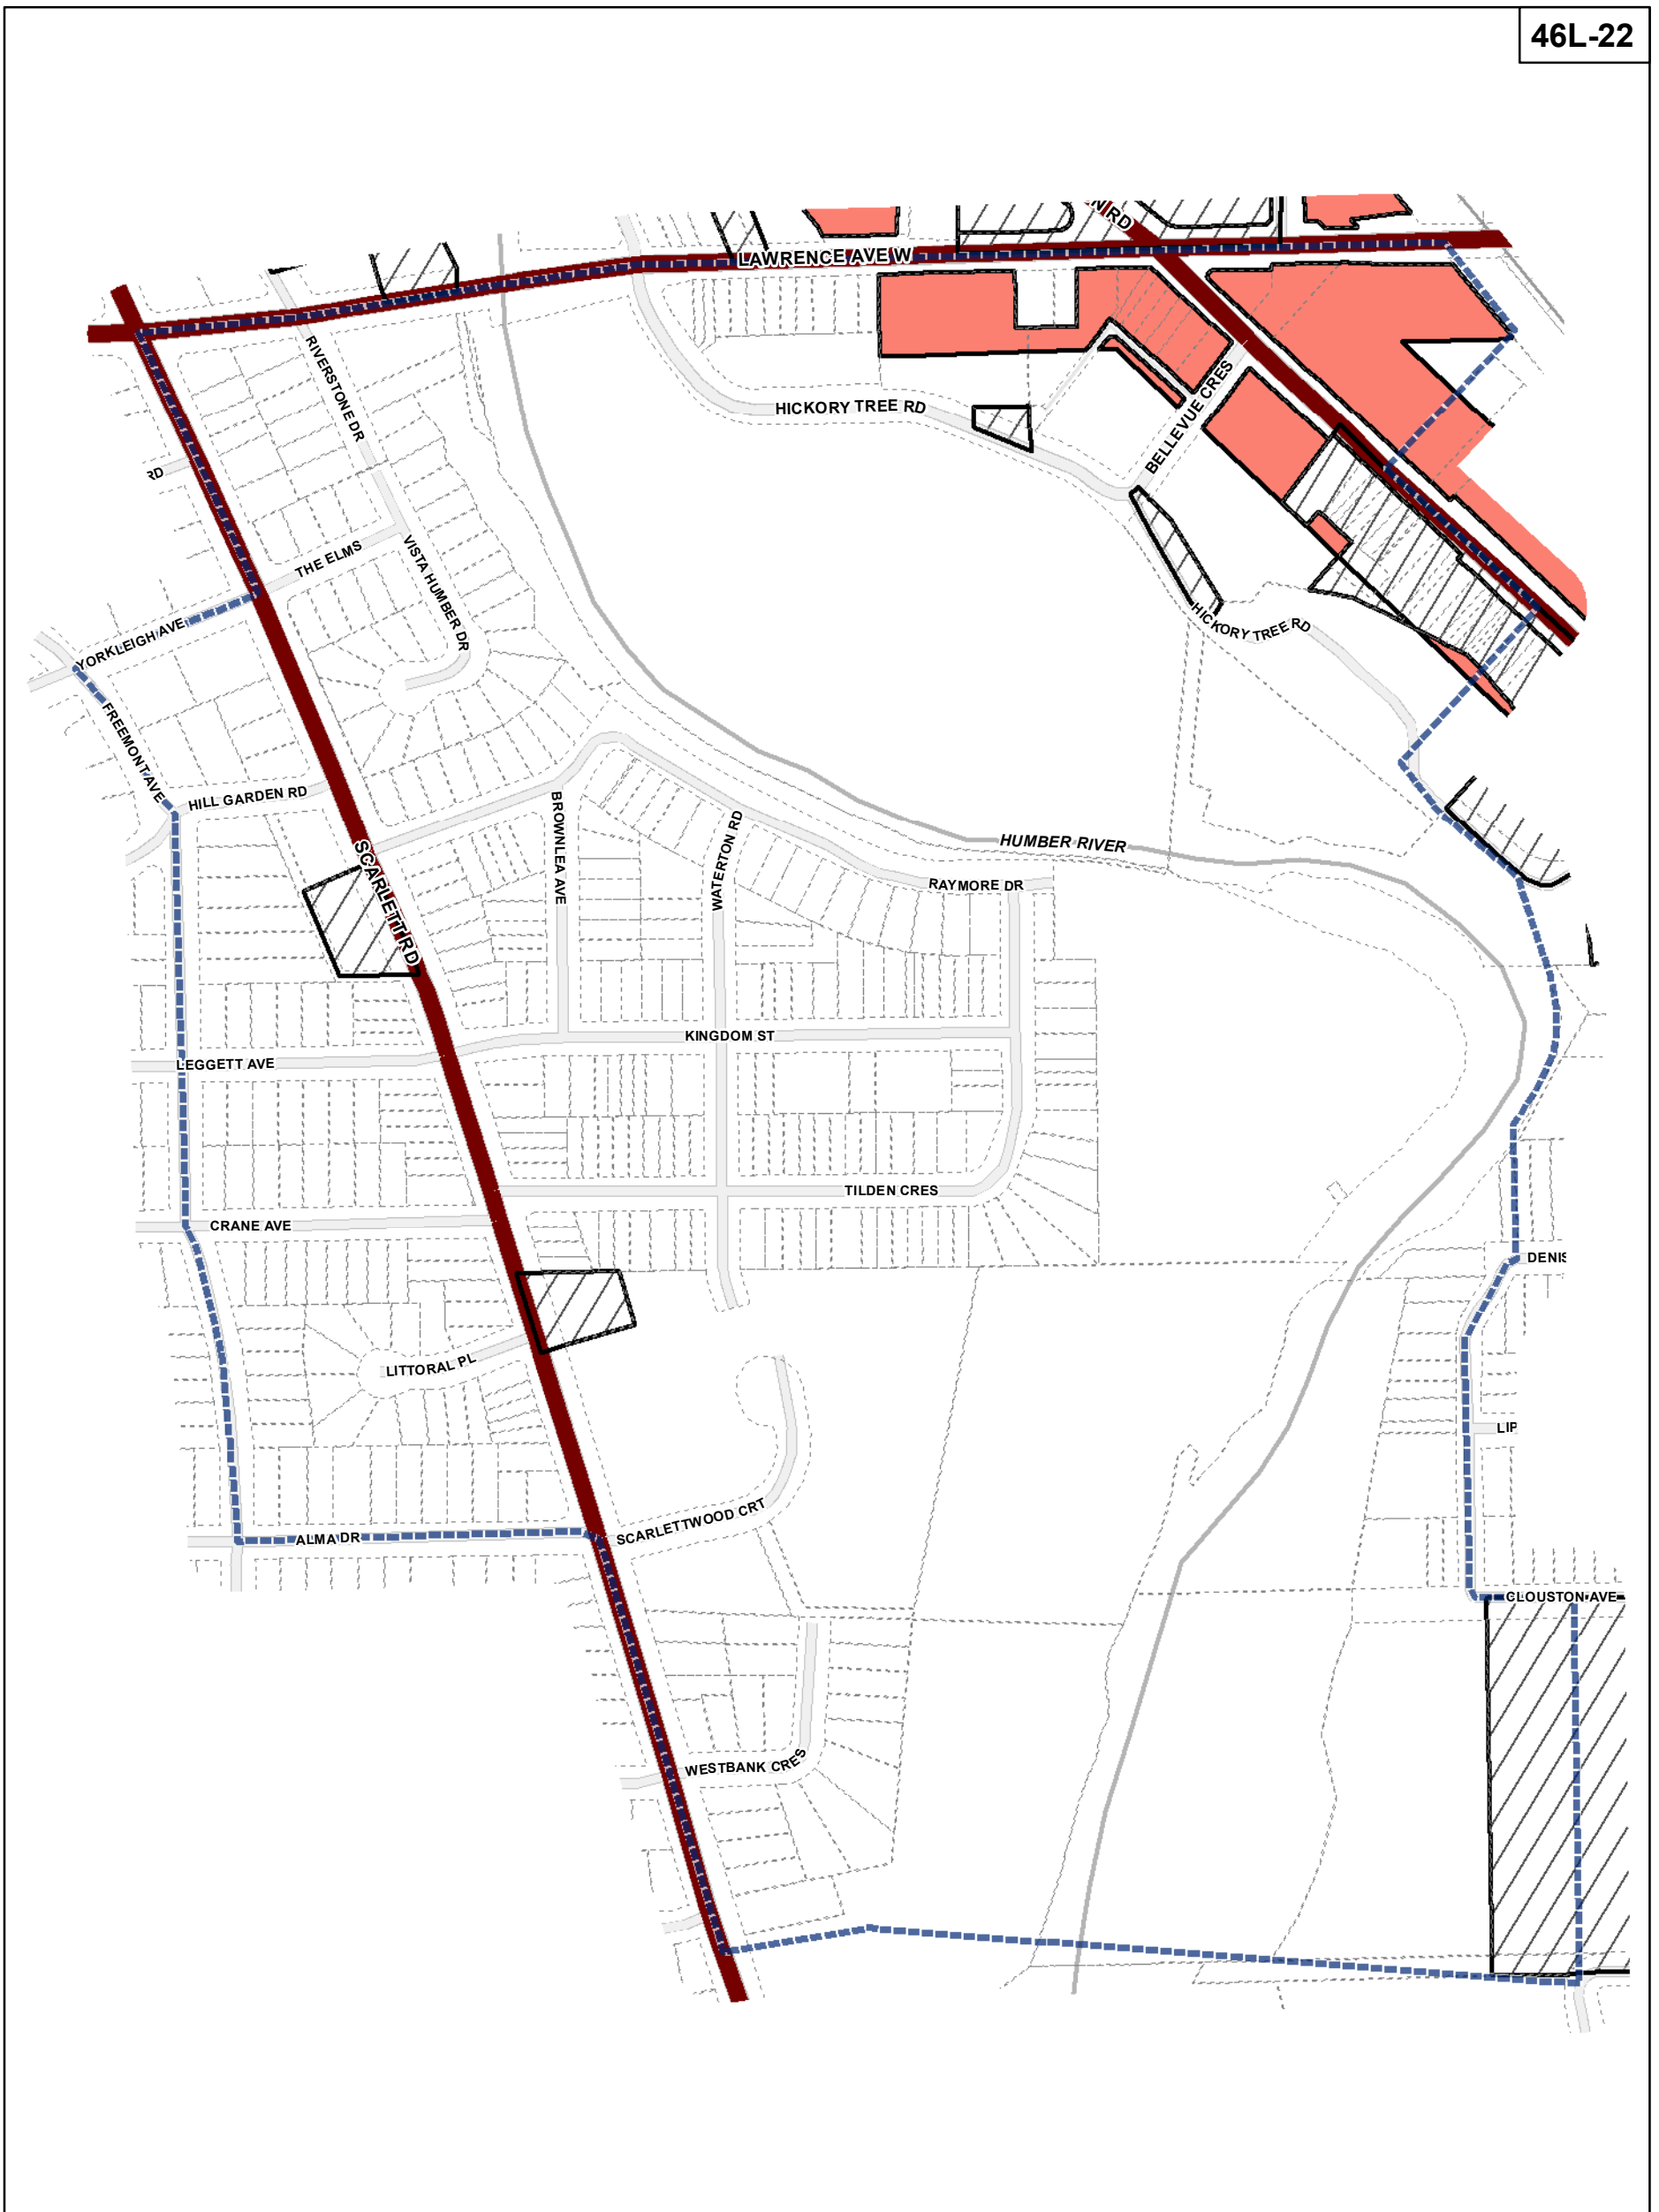 46L-22
N RD
LAWRENCE AVE W
RIVERSTONE DR
BELLEVUE CRES
HICKORY TREE RD
RD
THE ELMS
VISTA HUMBER DR
YORKLEIGH AVE
HICKORY TREE RD
FREEMONT AVE
HILL GARDEN RD
BROWNLEA AVE
WATERTON RD
HUMBER RIVER
SCARLETT RD
RAYMORE DR
KINGDOM ST
LEGGETT AVE
TILDEN CRES
CRANE AVE
DENIS
LITTORAL PL
LIP
SCARLETTWOOD CRT
ALMA DR
CLOUSTON AVE
WESTBANK CRES